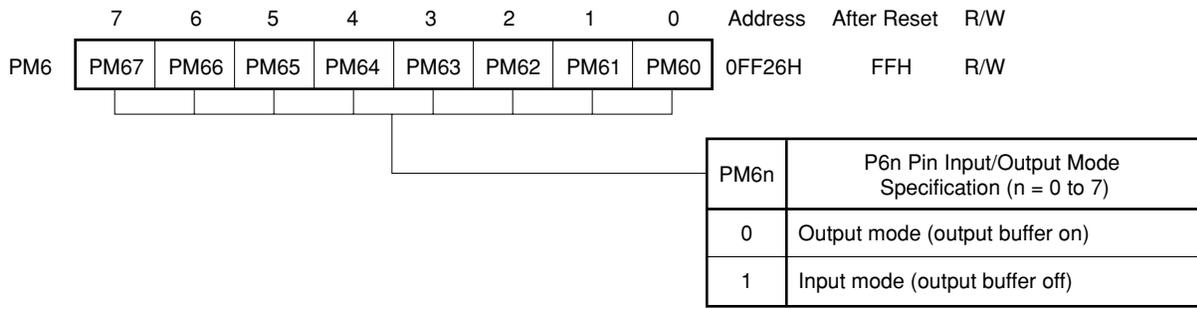 7 6 5 4 3 2 1 0 Address After Reset R/W
PM6 PM67 PM66 PM65 PM64 PM63 PM62 PM61 PM60 0FF26H FFH R/W
PM6n P6n Pin Input/Output Mode
Specification (n = 0 to 7)
0 Output mode (output buffer on)
1 Input mode (output buffer off)